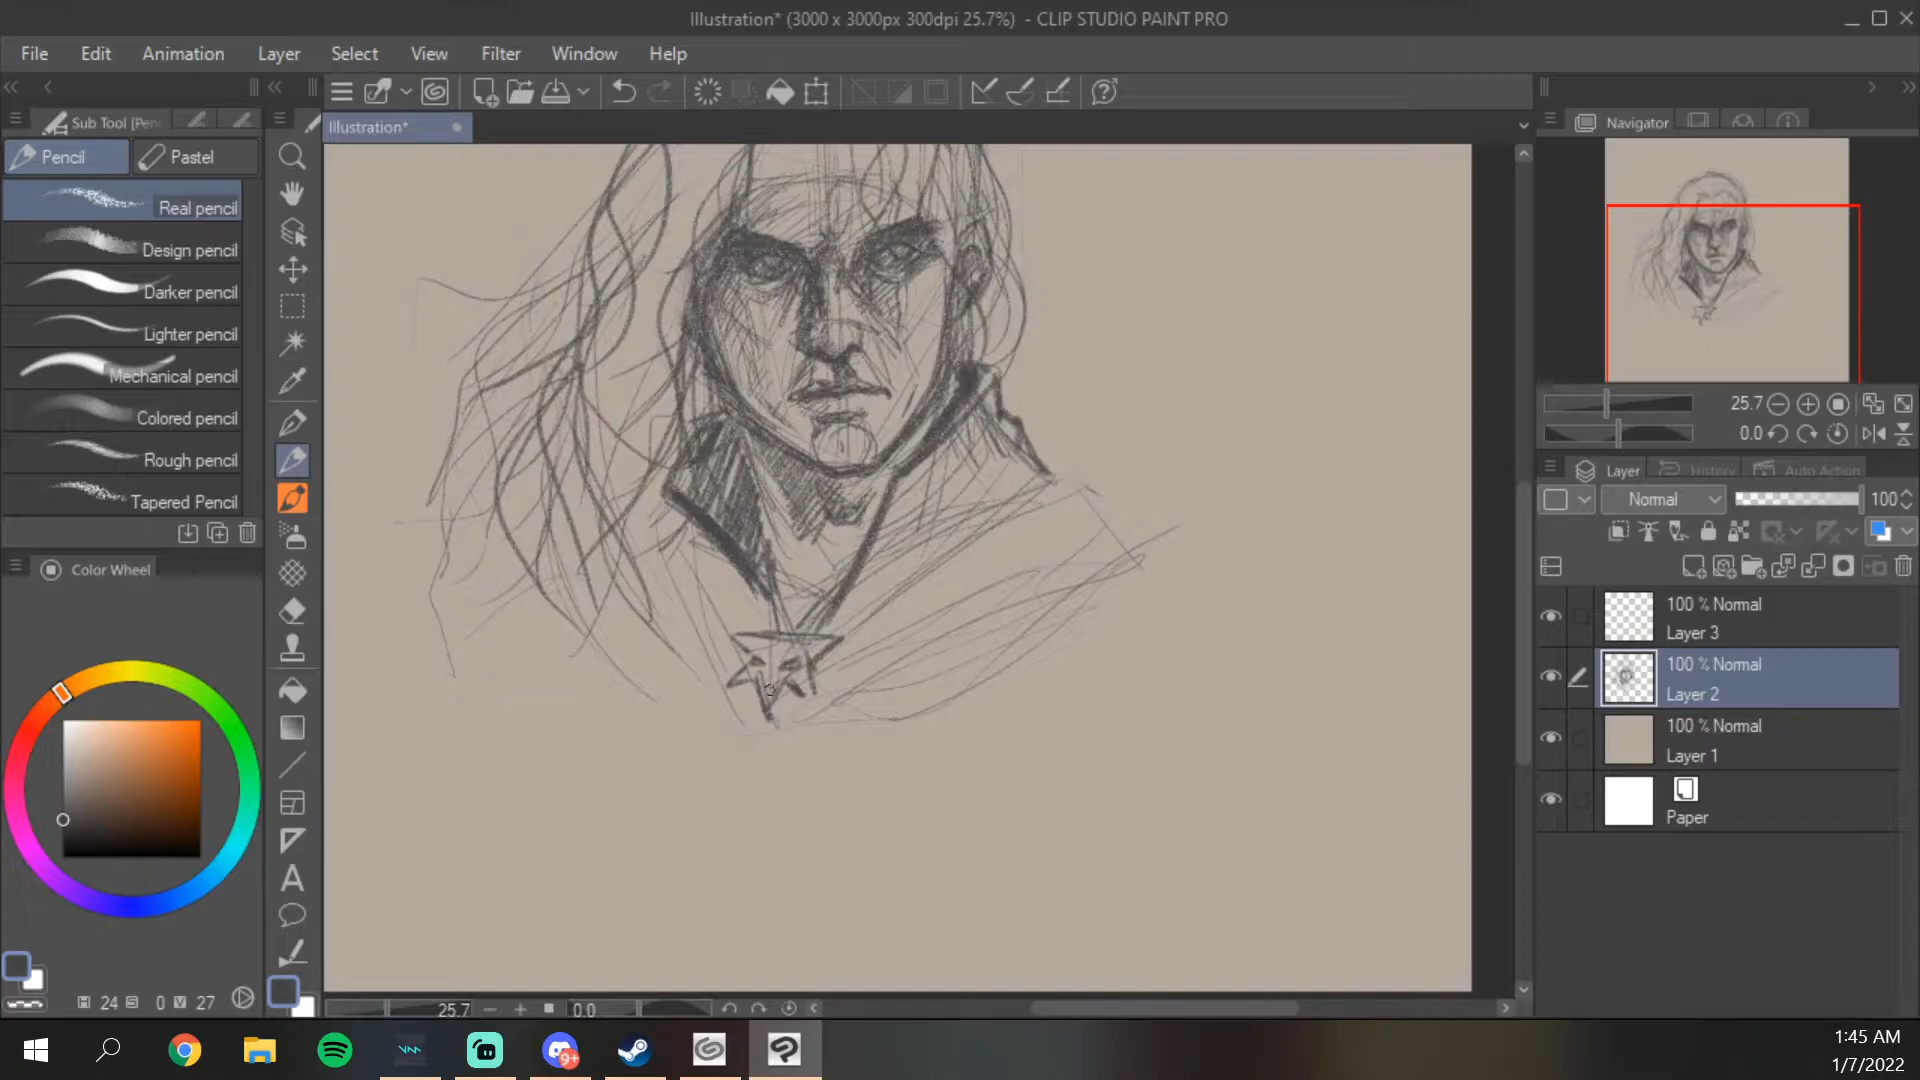 Illustration* (3000 x 3000px 300dpi 25.7%) - CLIP STUDIO PAINT PRO
File Edit Animation Layer Select View Filter Window Help
Sub Tool [Pen
Illustration*
Navigator
Pencil Pastel
Real pencil
Design pencil
Darker pencil
Lighter pencil
Mechanical pencil
Colored pencil
Rough pencil
Tapered Pencil
25.7
0.0
Layer History Auto Action
Normal 100
Color Wheel
100 % Normal
Layer 3
100 % Normal
Layer 2
100 % Normal
Layer 1
Paper
H 24 S 0 V 27
25.7 0.0
9+
1:45 AM
1/7/2022